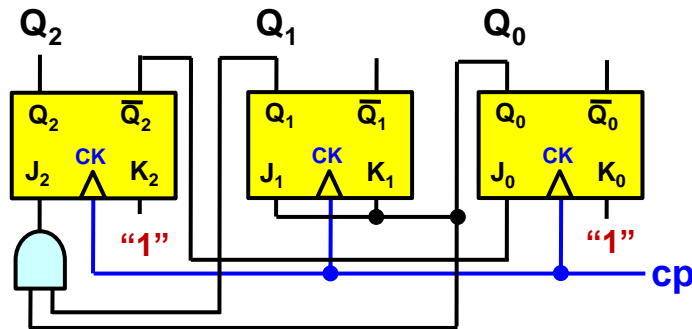 Q₂ Q₁ Q₀
Q₂ Q̅₂ Q₁ Q̅₁ Q₀ Q̅₀
J₂ CK K₂ J₁ CK K₁ J₀ CK K₀
“1” “1”
cp